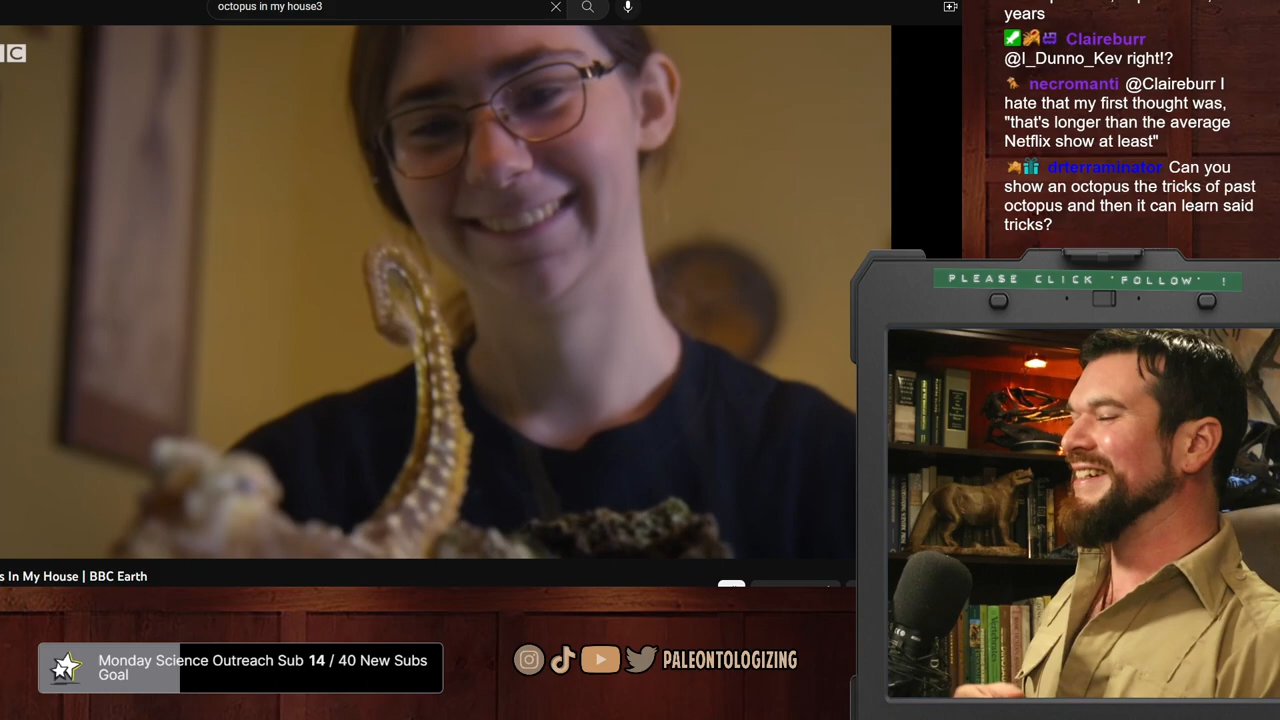 octopus in my house3
C
years
Claireburr
@I_Dunno_Kev right!?
necromanti @Claireburr I
hate that my first thought was,
"that's longer than the average
Netflix show at least"
drterraminator Can you
show an octopus the tricks of past
octopus and then it can learn said
tricks?
PLEASE CLICK 'FOLLOW' !
s In My House | BBC Earth
Monday Science Outreach Sub 14 / 40 New Subs
Goal
PALEONTOLOGIZING